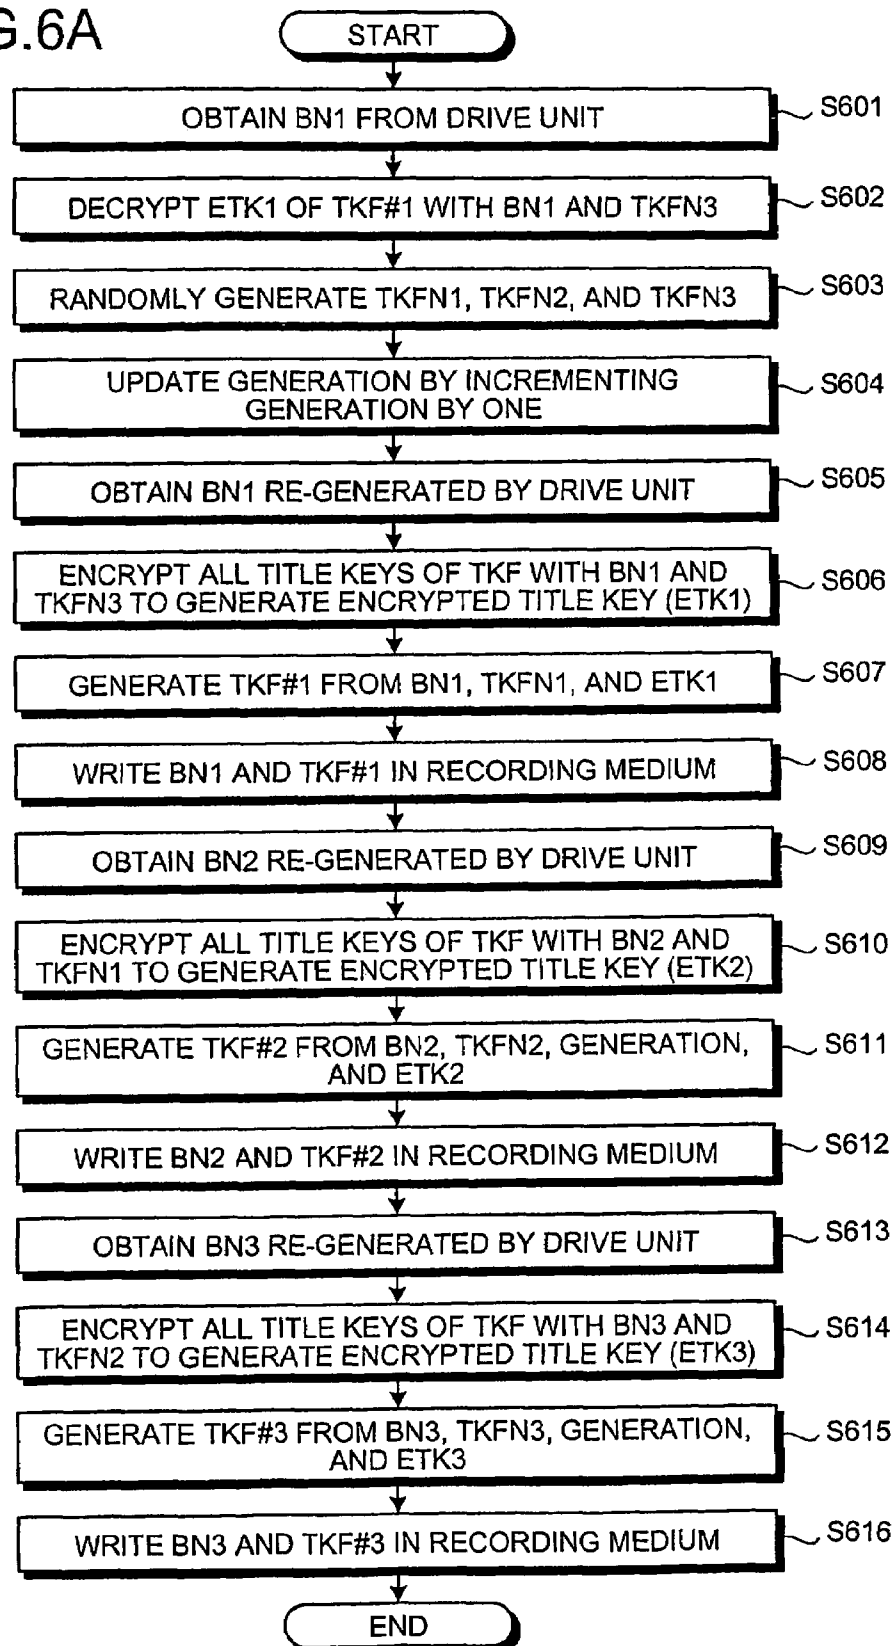 G.6A
START
OBTAIN BN1 FROM DRIVE UNIT
S601
DECRYPT ETK1 OF TKF#1 WITH BN1 AND TKFN3
S602
RANDOMLY GENERATE TKFN1, TKFN2, AND TKFN3
S603
UPDATE GENERATION BY INCREMENTING
GENERATION BY ONE
S604
OBTAIN BN1 RE-GENERATED BY DRIVE UNIT
S605
ENCRYPT ALL TITLE KEYS OF TKF WITH BN1 AND
TKFN3 TO GENERATE ENCRYPTED TITLE KEY (ETK1)
S606
GENERATE TKF#1 FROM BN1, TKFN1, AND ETK1
S607
WRITE BN1 AND TKF#1 IN RECORDING MEDIUM
S608
OBTAIN BN2 RE-GENERATED BY DRIVE UNIT
S609
ENCRYPT ALL TITLE KEYS OF TKF WITH BN2 AND
TKFN1 TO GENERATE ENCRYPTED TITLE KEY (ETK2)
S610
GENERATE TKF#2 FROM BN2, TKFN2, GENERATION,
AND ETK2
S611
WRITE BN2 AND TKF#2 IN RECORDING MEDIUM
S612
OBTAIN BN3 RE-GENERATED BY DRIVE UNIT
S613
ENCRYPT ALL TITLE KEYS OF TKF WITH BN3 AND
TKFN2 TO GENERATE ENCRYPTED TITLE KEY (ETK3)
S614
GENERATE TKF#3 FROM BN3, TKFN3, GENERATION,
AND ETK3
S615
WRITE BN3 AND TKF#3 IN RECORDING MEDIUM
S616
END